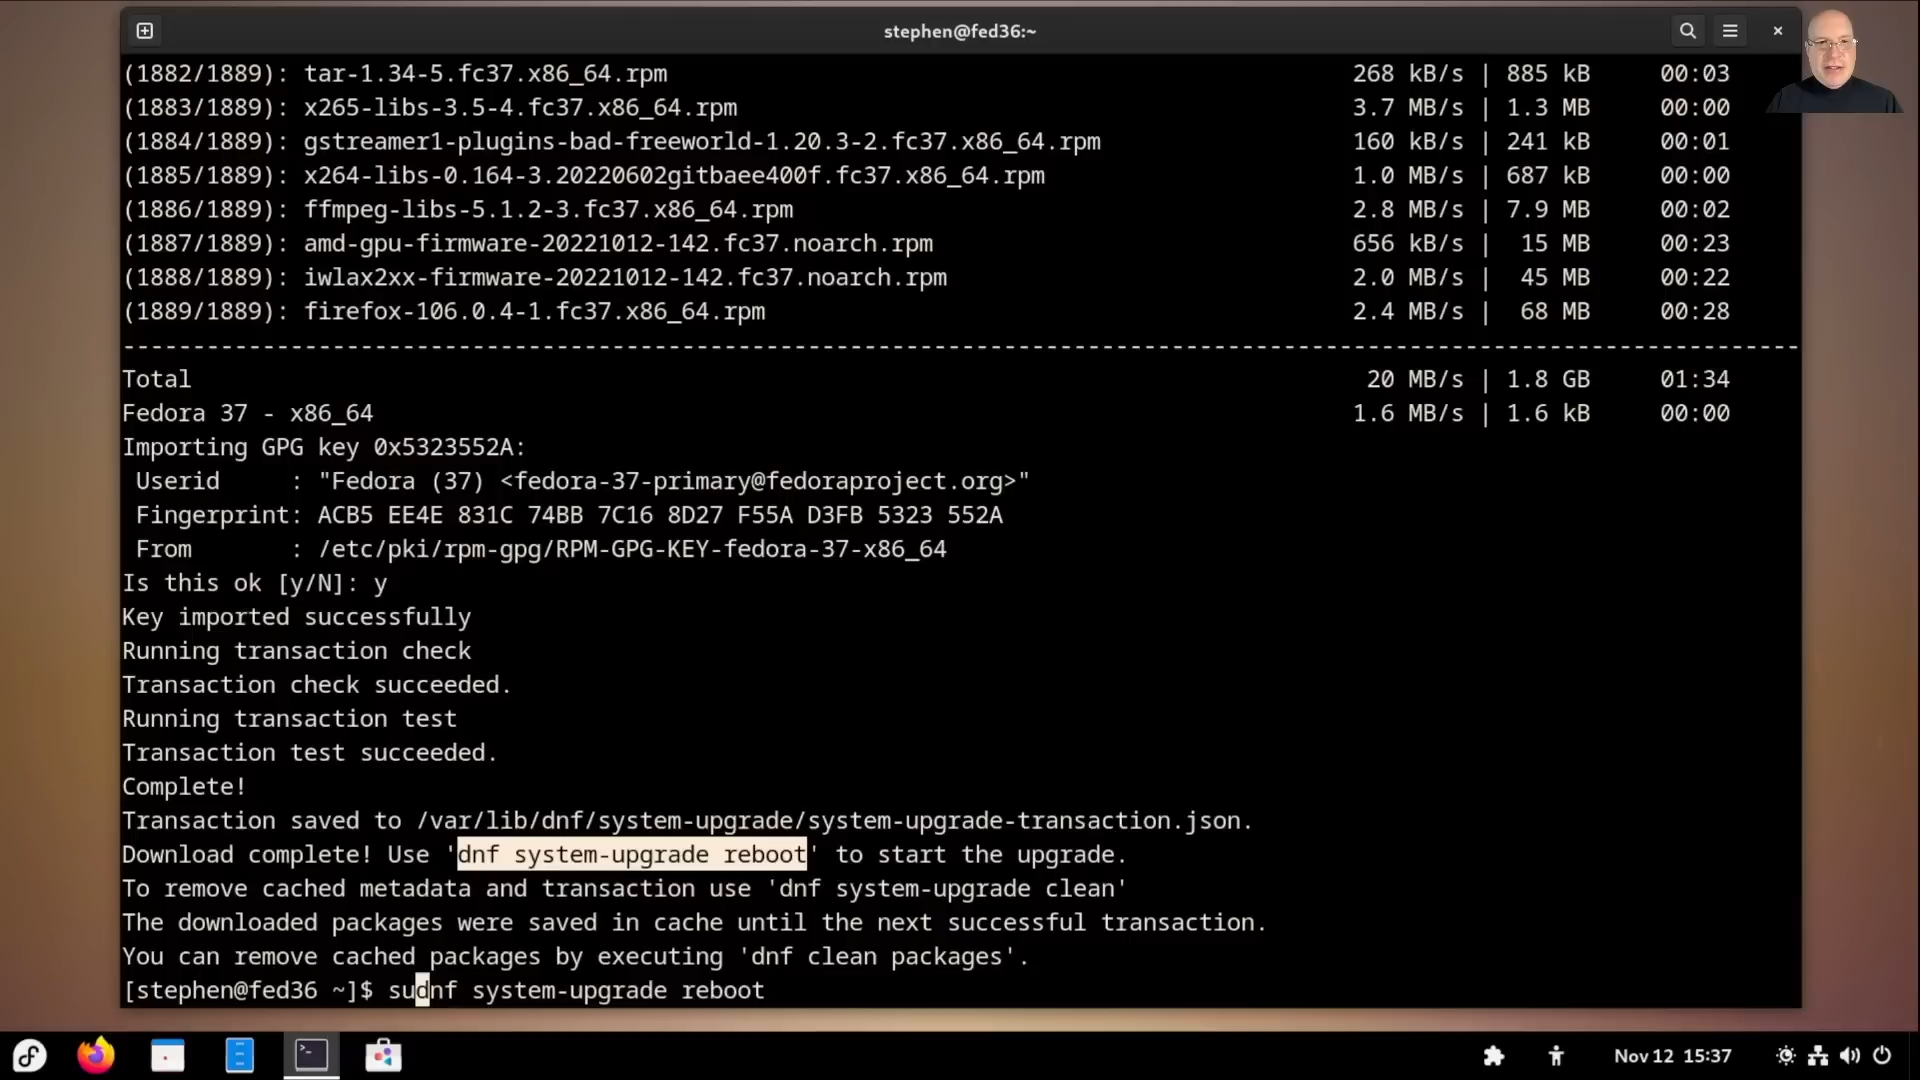 stephen@fed36:~
(1882/1889): tar-1.34-5.fc37.x86_64.rpm 268 kB/s | 885 kB 00:03
(1883/1889): x265-libs-3.5-4.fc37.x86_64.rpm 3.7 MB/s | 1.3 MB 00:00
(1884/1889): gstreamer1-plugins-bad-freeworld-1.20.3-2.fc37.x86_64.rpm 160 kB/s | 241 kB 00:01
(1885/1889): x264-libs-0.164-3.20220602gitbaee400f.fc37.x86_64.rpm 1.0 MB/s | 687 kB 00:00
(1886/1889): ffmpeg-libs-5.1.2-3.fc37.x86_64.rpm 2.8 MB/s | 7.9 MB 00:02
(1887/1889): amd-gpu-firmware-20221012-142.fc37.noarch.rpm 656 kB/s | 15 MB 00:23
(1888/1889): iwlax2xx-firmware-20221012-142.fc37.noarch.rpm 2.0 MB/s | 45 MB 00:22
(1889/1889): firefox-106.0.4-1.fc37.x86_64.rpm 2.4 MB/s | 68 MB 00:28
--------------------------------------------------------------------------------
Total 20 MB/s | 1.8 GB 01:34
Fedora 37 - x86_64 1.6 MB/s | 1.6 kB 00:00
Importing GPG key 0x5323552A:
Userid     : "Fedora (37) <fedora-37-primary@fedoraproject.org>"
Fingerprint: ACB5 EE4E 831C 74BB 7C16 8D27 F55A D3FB 5323 552A
From       : /etc/pki/rpm-gpg/RPM-GPG-KEY-fedora-37-x86_64
Is this ok [y/N]: y
Key imported successfully
Running transaction check
Transaction check succeeded.
Running transaction test
Transaction test succeeded.
Complete!
Transaction saved to /var/lib/dnf/system-upgrade/system-upgrade-transaction.json.
Download complete! Use 'dnf system-upgrade reboot' to start the upgrade.
To remove cached metadata and transaction use 'dnf system-upgrade clean'
The downloaded packages were saved in cache until the next successful transaction.
You can remove cached packages by executing 'dnf clean packages'.
[stephen@fed36 ~]$ sudnf system-upgrade reboot
Nov 12 15:37